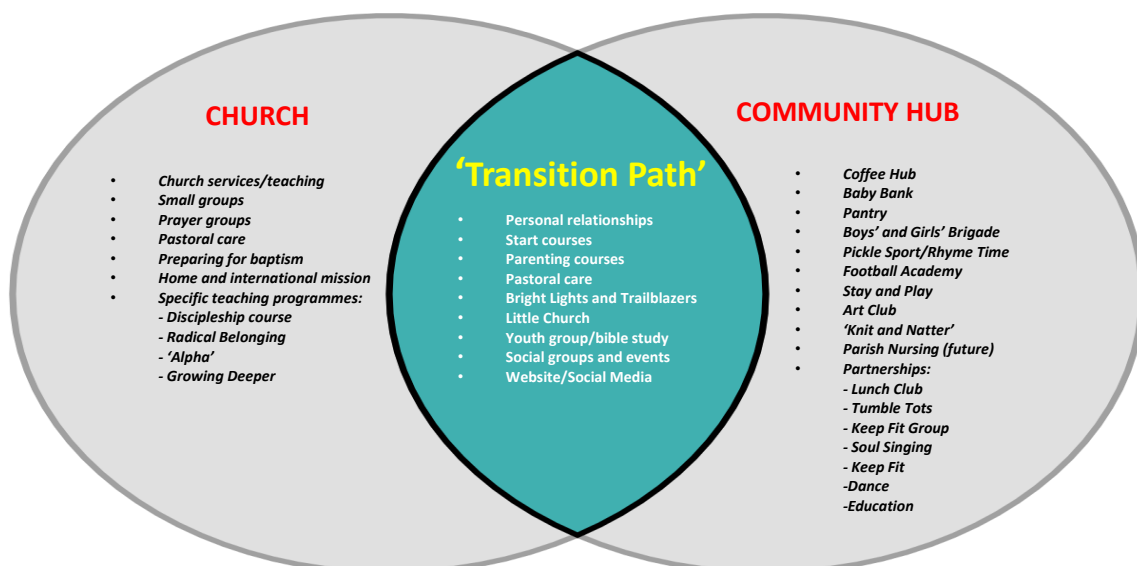 CHURCH
• Church services/teaching
• Small groups
• Prayer groups
• Pastoral care
• Preparing for baptism
• Home and international mission
• Specific teaching programmes:
- Discipleship course
- Radical Belonging
- ‘Alpha’
- Growing Deeper
‘Transition Path’
• Personal relationships
• Start courses
• Parenting courses
• Pastoral care
• Bright Lights and Trailblazers
• Little Church
• Youth group/bible study
• Social groups and events
• Website/Social Media
COMMUNITY HUB
• Coffee Hub
• Baby Bank
• Pantry
• Boys’ and Girls’ Brigade
• Pickle Sport/Rhyme Time
• Football Academy
• Stay and Play
• Art Club
• ‘Knit and Natter’
• Parish Nursing (future)
• Partnerships:
- Lunch Club
- Tumble Tots
- Keep Fit Group
- Soul Singing
- Keep Fit
-Dance
-Education